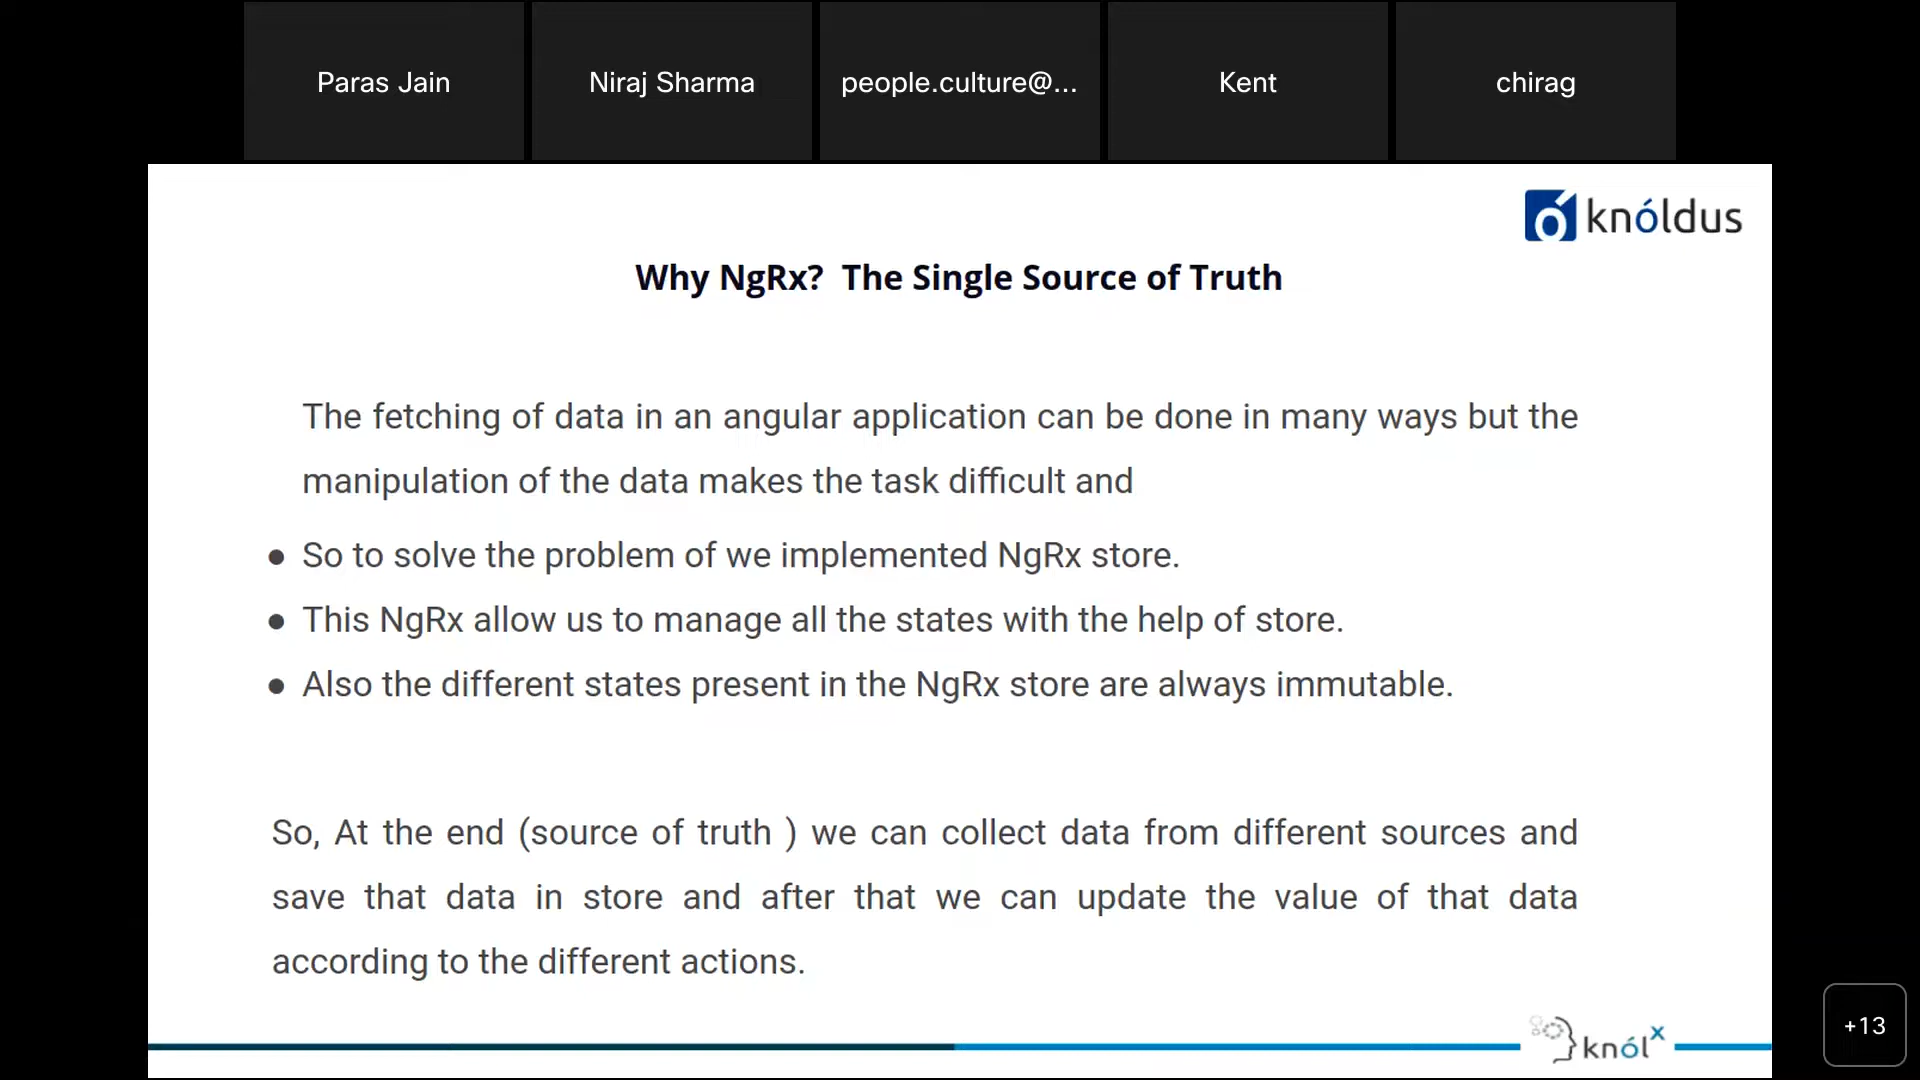 Paras Jain
Niraj Sharma
people.culture@...
Kent
chirag
knóldus
Why NgRx? The Single Source of Truth
The fetching of data in an angular application can be done in many ways but the
manipulation of the data makes the task difficult and
● So to solve the problem of we implemented NgRx store.
● This NgRx allow us to manage all the states with the help of store.
● Also the different states present in the NgRx store are always immutable.
So, At the end (source of truth ) we can collect data from different sources and
save that data in store and after that we can update the value of that data
according to the different actions.
knólx
+13